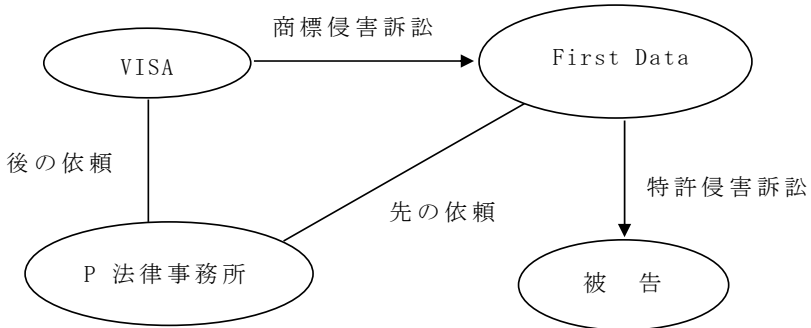 商標侵害訴訟
VISA
First Data
後の依頼
先の依頼
特許侵害訴訟
P 法律事務所
被 告